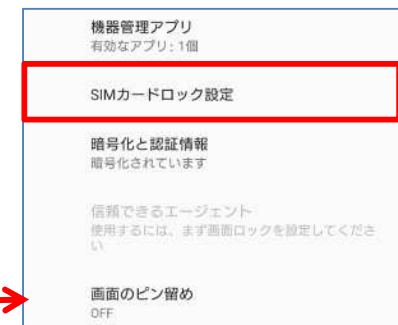 機器管理アプリ
有効なアプリ: 1個
SIMカードロック設定
暗号化と認証情報
暗号化されています
信頼できるエージェント
使用するには、まず画面ロックを設定してくださ
い
画面のピン留め
OFF